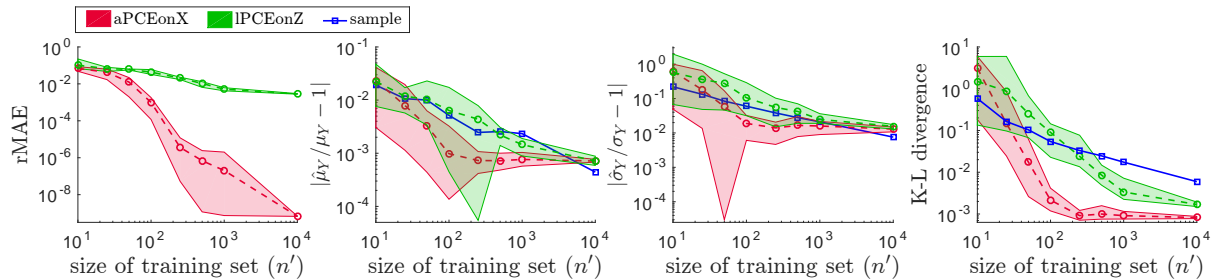 aPCEonX lPCEonZ sample
rMAE
10^0
10^-2
10^-4
10^-6
10^-8
10^1 10^2 10^3 10^4
size of training set (n′)
|μ̂_Y/μ_Y − 1|
10^-1
10^-2
10^-3
10^-4
10^1 10^2 10^3 10^4
size of training set (n′)
|σ̂_Y/σ_Y − 1|
10^0
10^-1
10^-2
10^-3
10^-4
10^1 10^2 10^3 10^4
size of training set (n′)
K-L divergence
10^1
10^0
10^-1
10^-2
10^-3
10^1 10^2 10^3 10^4
size of training set (n′)